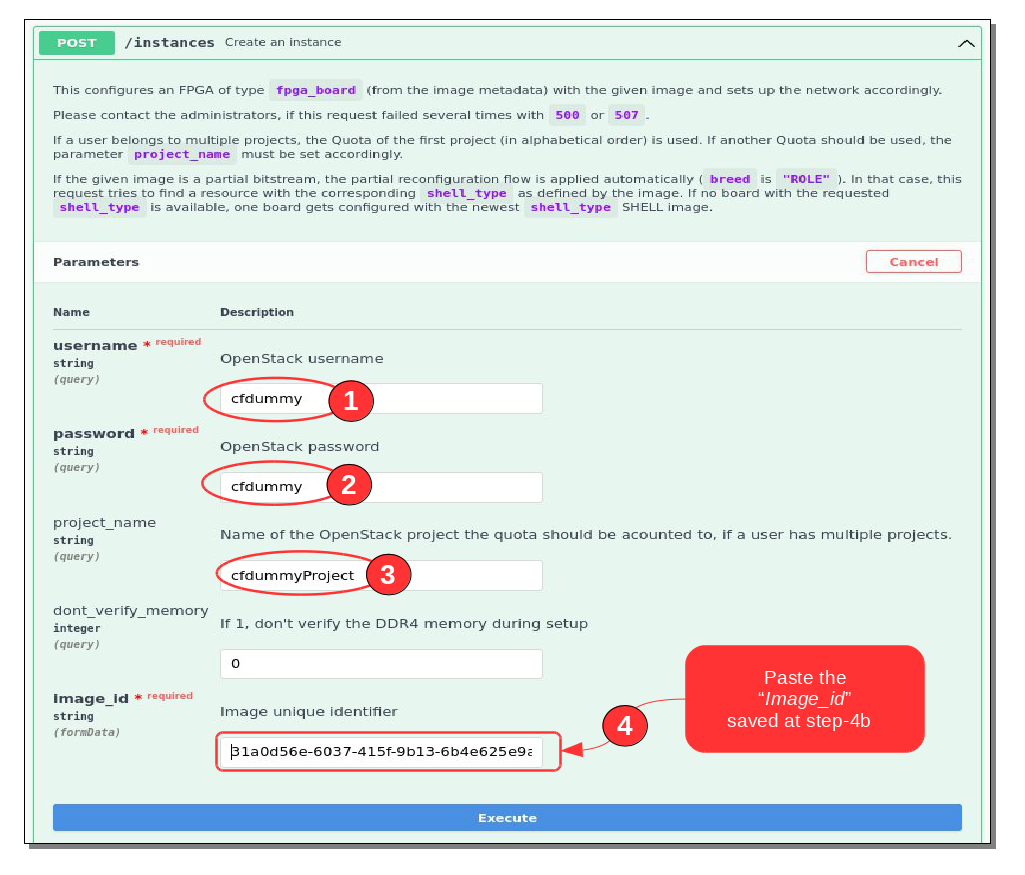 POST /instances Create an instance
This configures an FPGA of type fpga_board (from the image metadata) with the given image and sets up the network accordingly.
Please contact the administrators, if this request failed several times with 500 or 507 .
If a user belongs to multiple projects, the Quota of the first project (in alphabetical order) is used. If another Quota should be used, the
parameter project_name must be set accordingly.
If the given image is a partial bitstream, the partial reconfiguration flow is applied automatically ( breed is "ROLE" ). In that case, this
request tries to find a resource with the corresponding shell_type as defined by the image. If no board with the requested
shell_type is available, one board gets configured with the newest shell_type SHELL image.
Parameters
Cancel
Name Description
username * required
string
(query)
OpenStack username
cfdummy
1
password * required
string
(query)
OpenStack password
cfdummy
2
project_name
string
(query)
Name of the OpenStack project the quota should be acounted to, if a user has multiple projects.
cfdummyProject
3
dont_verify_memory
integer
(query)
If 1, don't verify the DDR4 memory during setup
0
image_id * required
string
(formData)
Image unique identifier
31a0d56e-6037-415f-9b13-6b4e625e9a
4
Paste the
“Image_id”
saved at step-4b
Execute